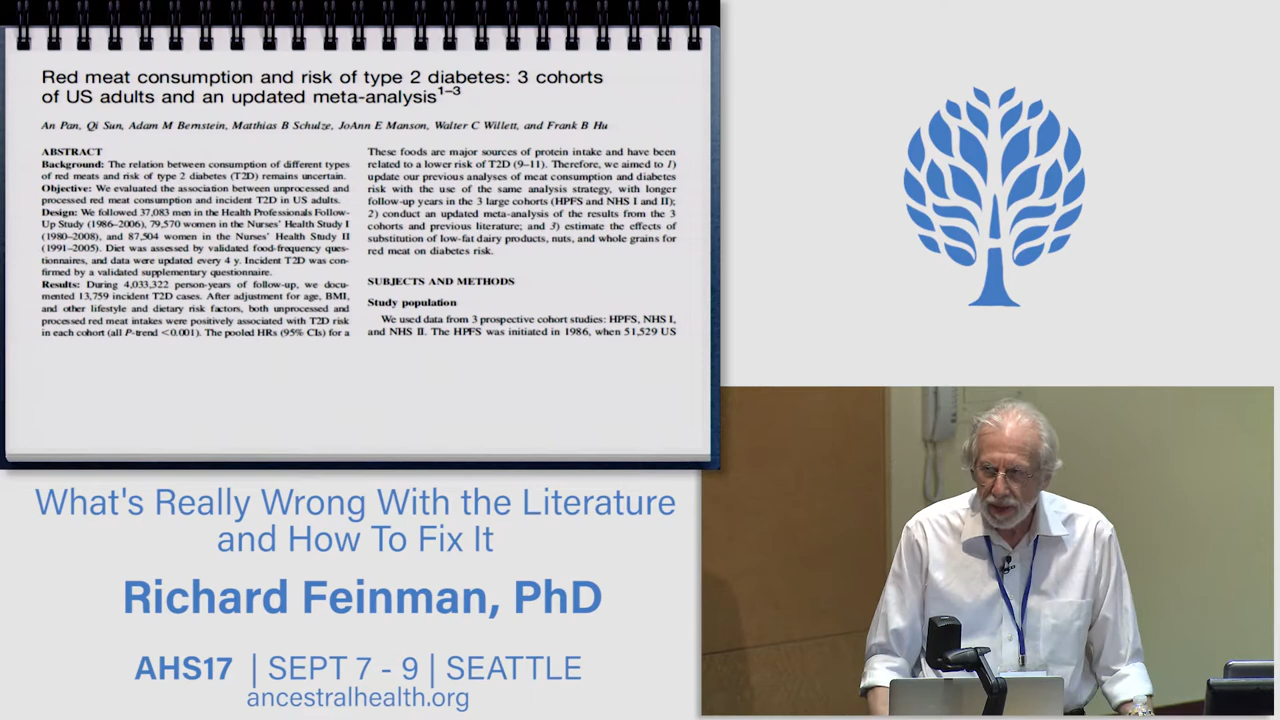 Red meat consumption and risk of type 2 diabetes: 3 cohorts
of US adults and an updated meta-analysis1–3
An Pan, Qi Sun, Adam M Bernstein, Matthias B Schulze, JoAnn E Manson, Walter C Willett, and Frank B Hu
ABSTRACT
Background: The relation between consumption of different types
of red meats and risk of type 2 diabetes (T2D) remains uncertain.
Objective: We evaluated the association between unprocessed and
processed red meat consumption and incident T2D in US adults.
Design: We followed 37,083 men in the Health Professionals Follow-
Up Study (1986–2006), 79,570 women in the Nurses' Health Study I
(1980–2008), and 87,504 women in the Nurses' Health Study II
(1991–2005). Diet was assessed by validated food-frequency ques-
tionnaires, and data were updated every 4 y. Incident T2D was con-
firmed by a validated supplementary questionnaire.
Results: During 4,033,322 person-years of follow-up, we docu-
mented 13,759 incident T2D cases. After adjustment for age, BMI,
and other lifestyle and dietary risk factors, both unprocessed and
processed red meat intakes were positively associated with T2D risk
in each cohort (all P-trend <0.001). The pooled HRs (95% CIs) for a
These foods are major sources of protein intake and have been
related to a lower risk of T2D (9–11). Therefore, we aimed to 1)
update our previous analyses of meat consumption and diabetes
risk with the use of the same analysis strategy, with longer
follow-up years in the 3 large cohorts (HPFS and NHS I and II);
2) conduct an updated meta-analysis of the results from the 3
cohorts and previous literature; and 3) estimate the effects of
substitution of low-fat dairy products, nuts, and whole grains for
red meat on diabetes risk.
SUBJECTS AND METHODS
Study population
We used data from 3 prospective cohort studies: HPFS, NHS I,
and NHS II. The HPFS was initiated in 1986, when 51,529 US
What's Really Wrong With the Literature
and How To Fix It
Richard Feinman, PhD
AHS17 | SEPT 7 - 9 | SEATTLE
ancestralhealth.org